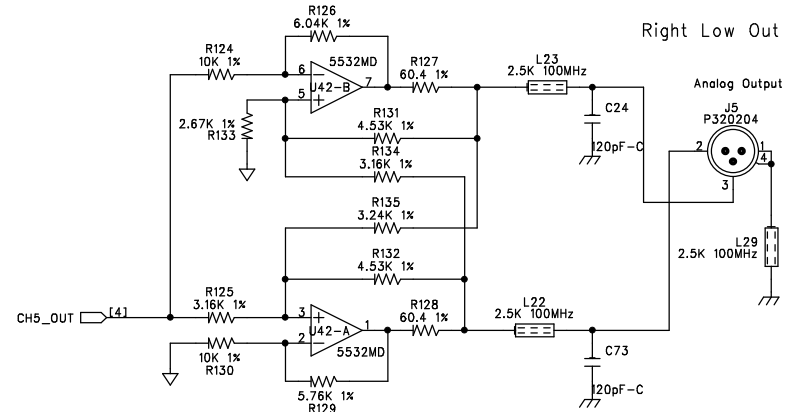 R126
6.04K 1%
Right Low Out
R124
10K 1%
5532MD
R127
60.4 1%
L23
2.5K 100MHz
6
U42-B
7
5
Analog Output
J5
P320204
C24
120pF-C
2.67K 1%
R133
R131
4.53K 1%
R134
3.16K 1%
2
1
4
3
R135
3.24K 1%
L29
2.5K 100MHz
R132
4.53K 1%
CH5_OUT
[4]
R125
3.16K 1%
R128
60.4 1%
L22
2.5K 100MHz
3
U42-A
1
2
5532MD
10K 1%
R130
C73
120pF-C
5.76K 1%
R129